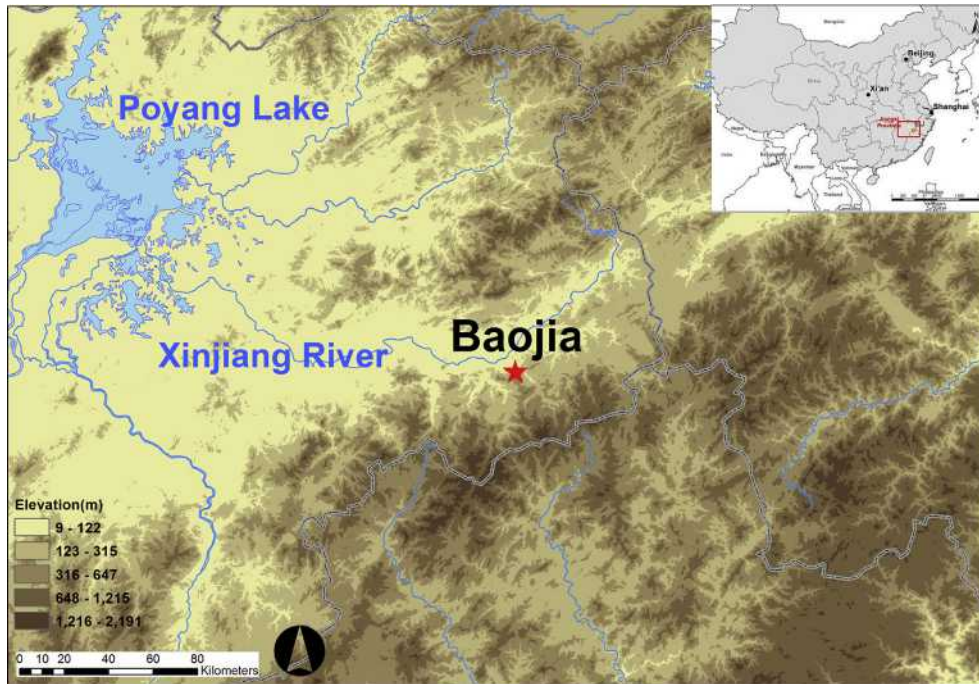 Poyang Lake
Xinjiang River
Baojia
Beijing
Xi'an
Shanghai
Elevation(m)
9 - 122
123 - 315
316 - 647
648 - 1,215
1,216 - 2,191
0 10 20 40 60 80
Kilometers